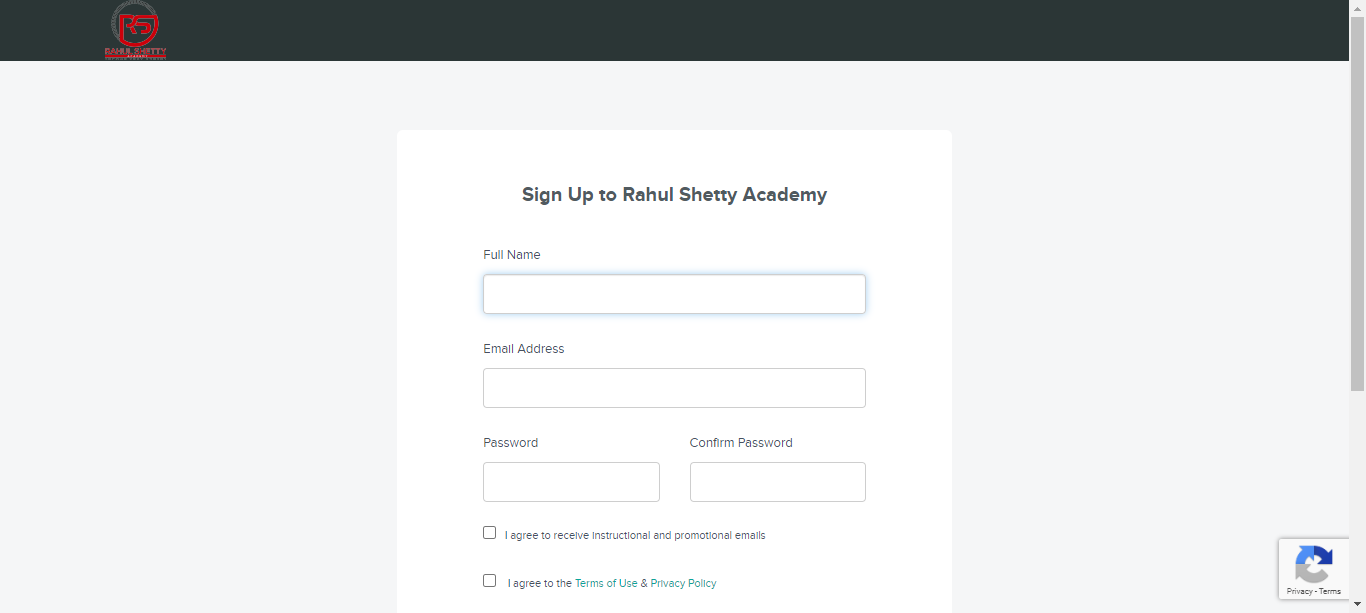 RAHUL SHETTY
Sign Up to Rahul Shetty Academy
Full Name
Email Address
Password Confirm Password
I agree to receive instructional and promotional emails
I agree to the Terms of Use & Privacy Policy
Privacy - Terms